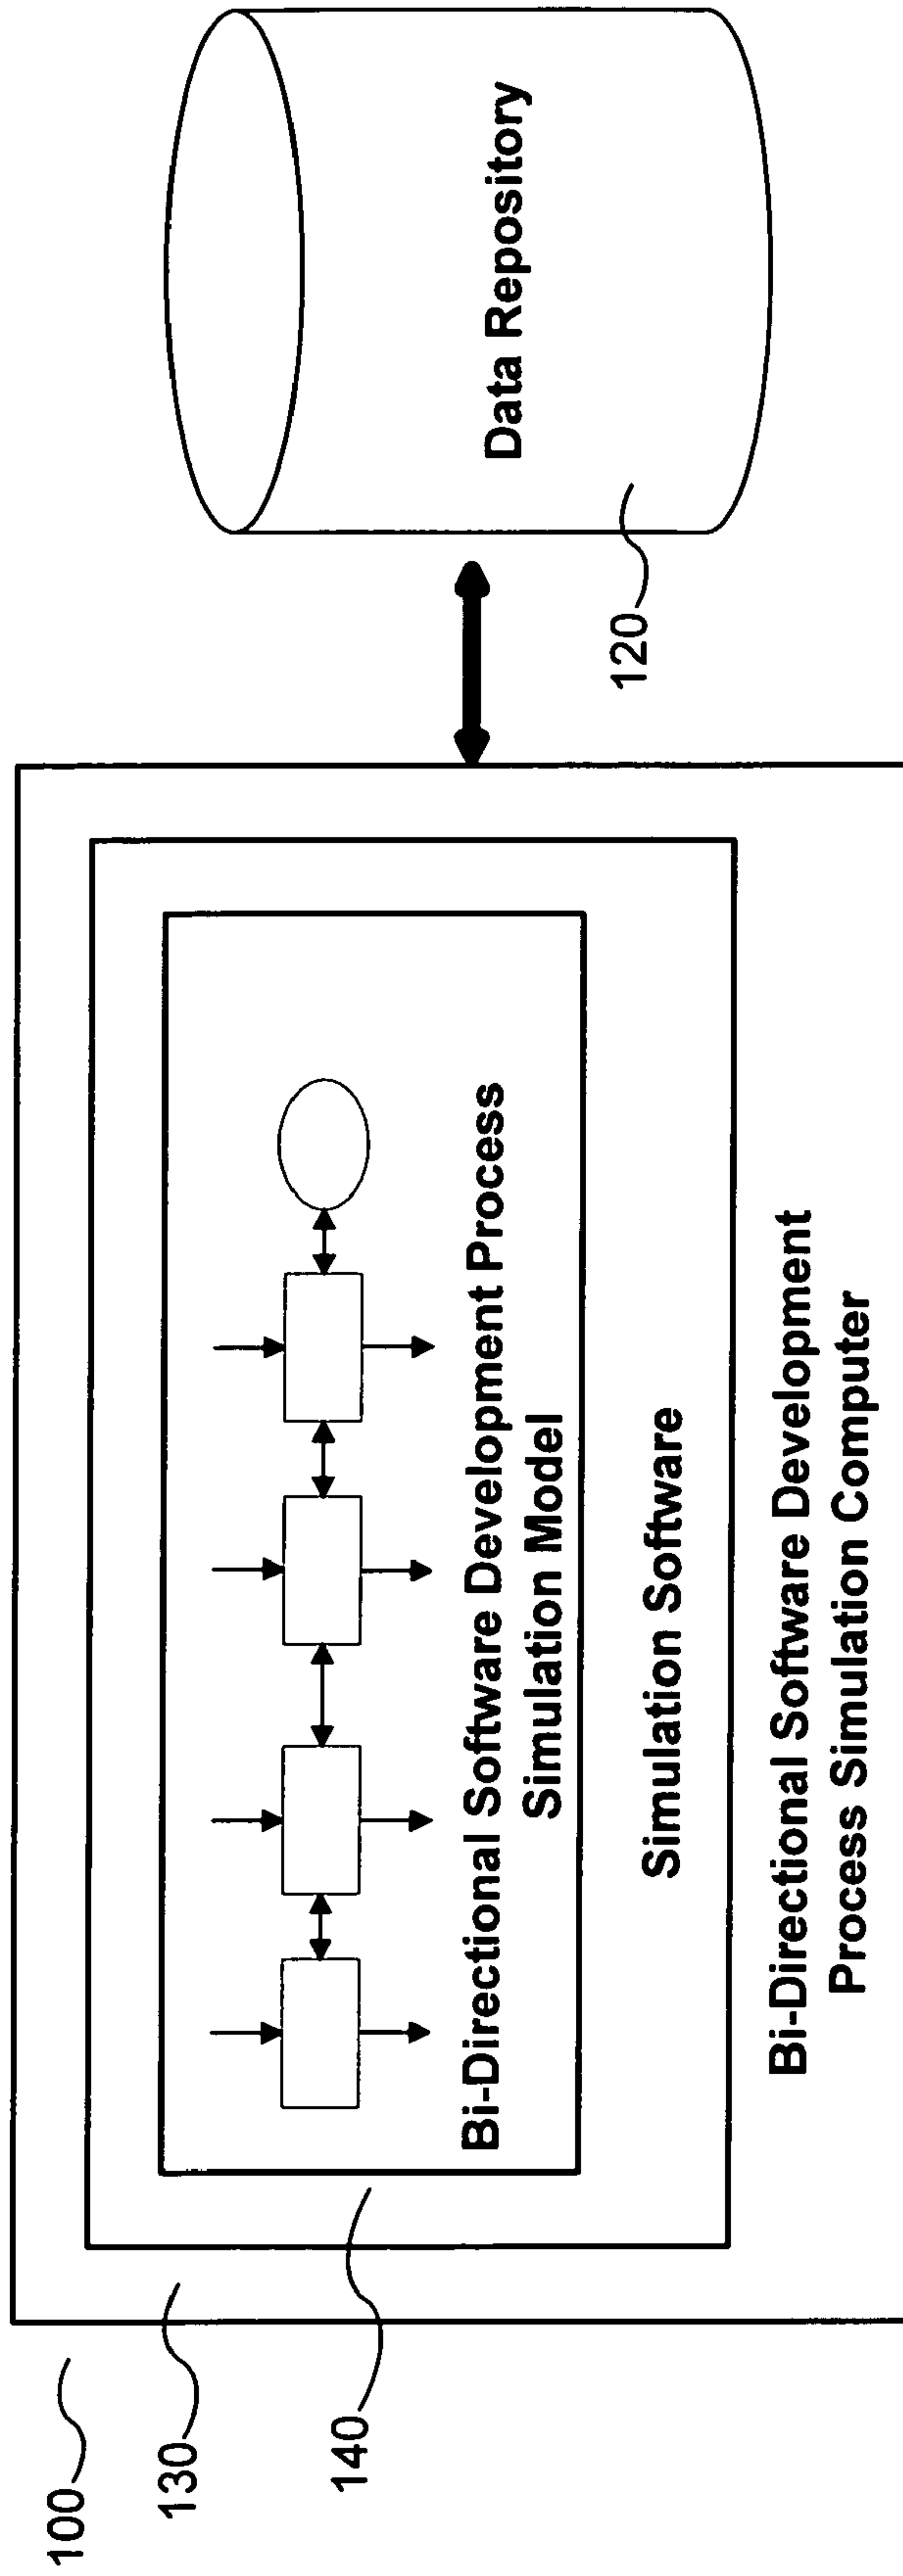 100
130
140
Bi-Directional Software Development Process
Simulation Model
Simulation Software
Bi-Directional Software Development
Process Simulation Computer
120
Data Repository